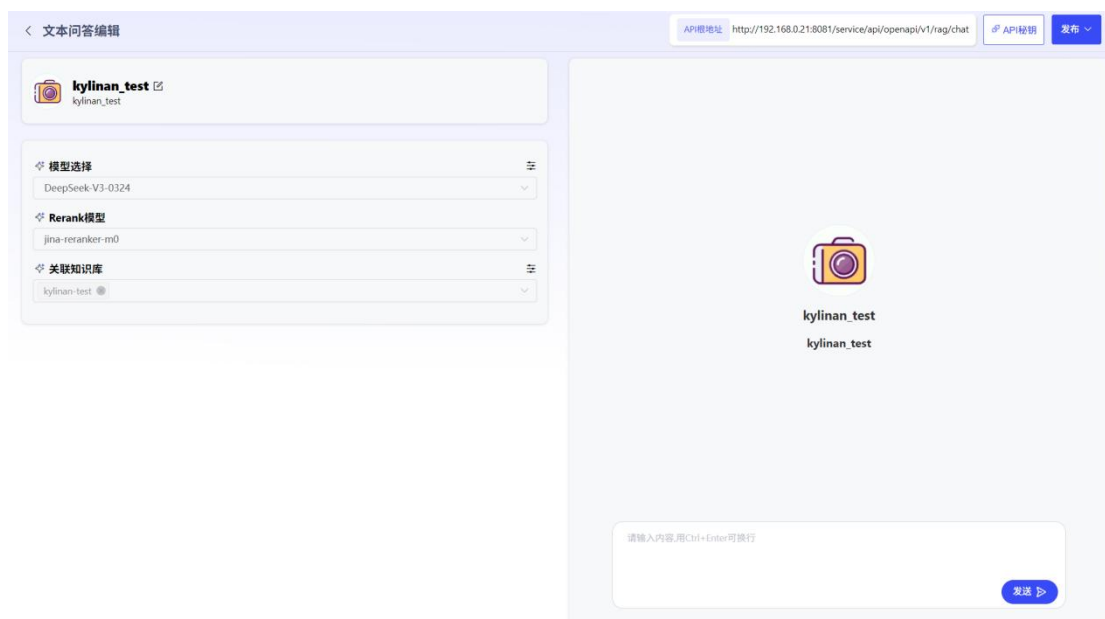 文本问答编辑
API根地址 http://192.168.0.21:8081/service/api/openapi/v1/rag/chat
API秘钥
发布
kylinan_test
kylinan_test
模型选择
DeepSeek-V3-0324
Rerank模型
jina-reranker-m0
关联知识库
kylinan-test
kylinan_test
kylinan_test
请输入内容,用Ctrl+Enter可换行
发送